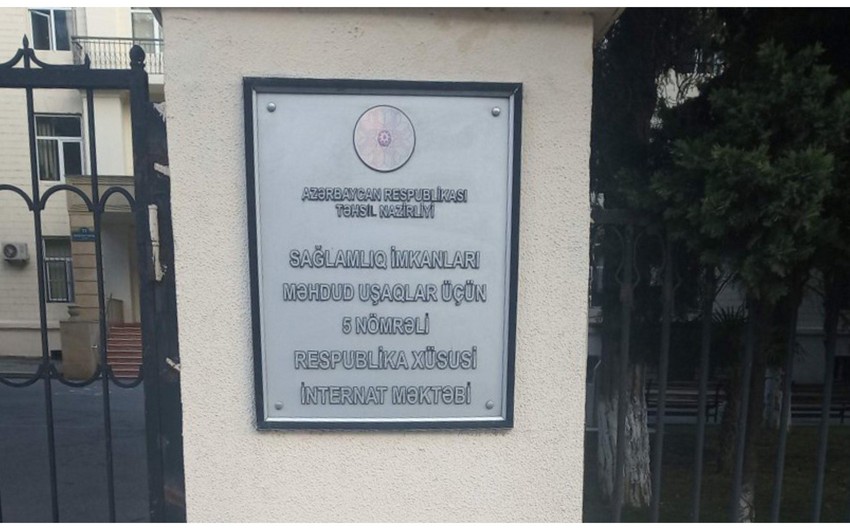 AZƏRBAYCAN RESPUBLİKASI
TƏHSİL NAZİRLİYİ
SAĞLAMLIQ İMKANLARI
MƏHDUD UŞAQLAR ÜÇÜN
5 NÖMRƏLİ
RESPUBLİKA XÜSUSİ
İNTERNAT MƏKTƏBİ